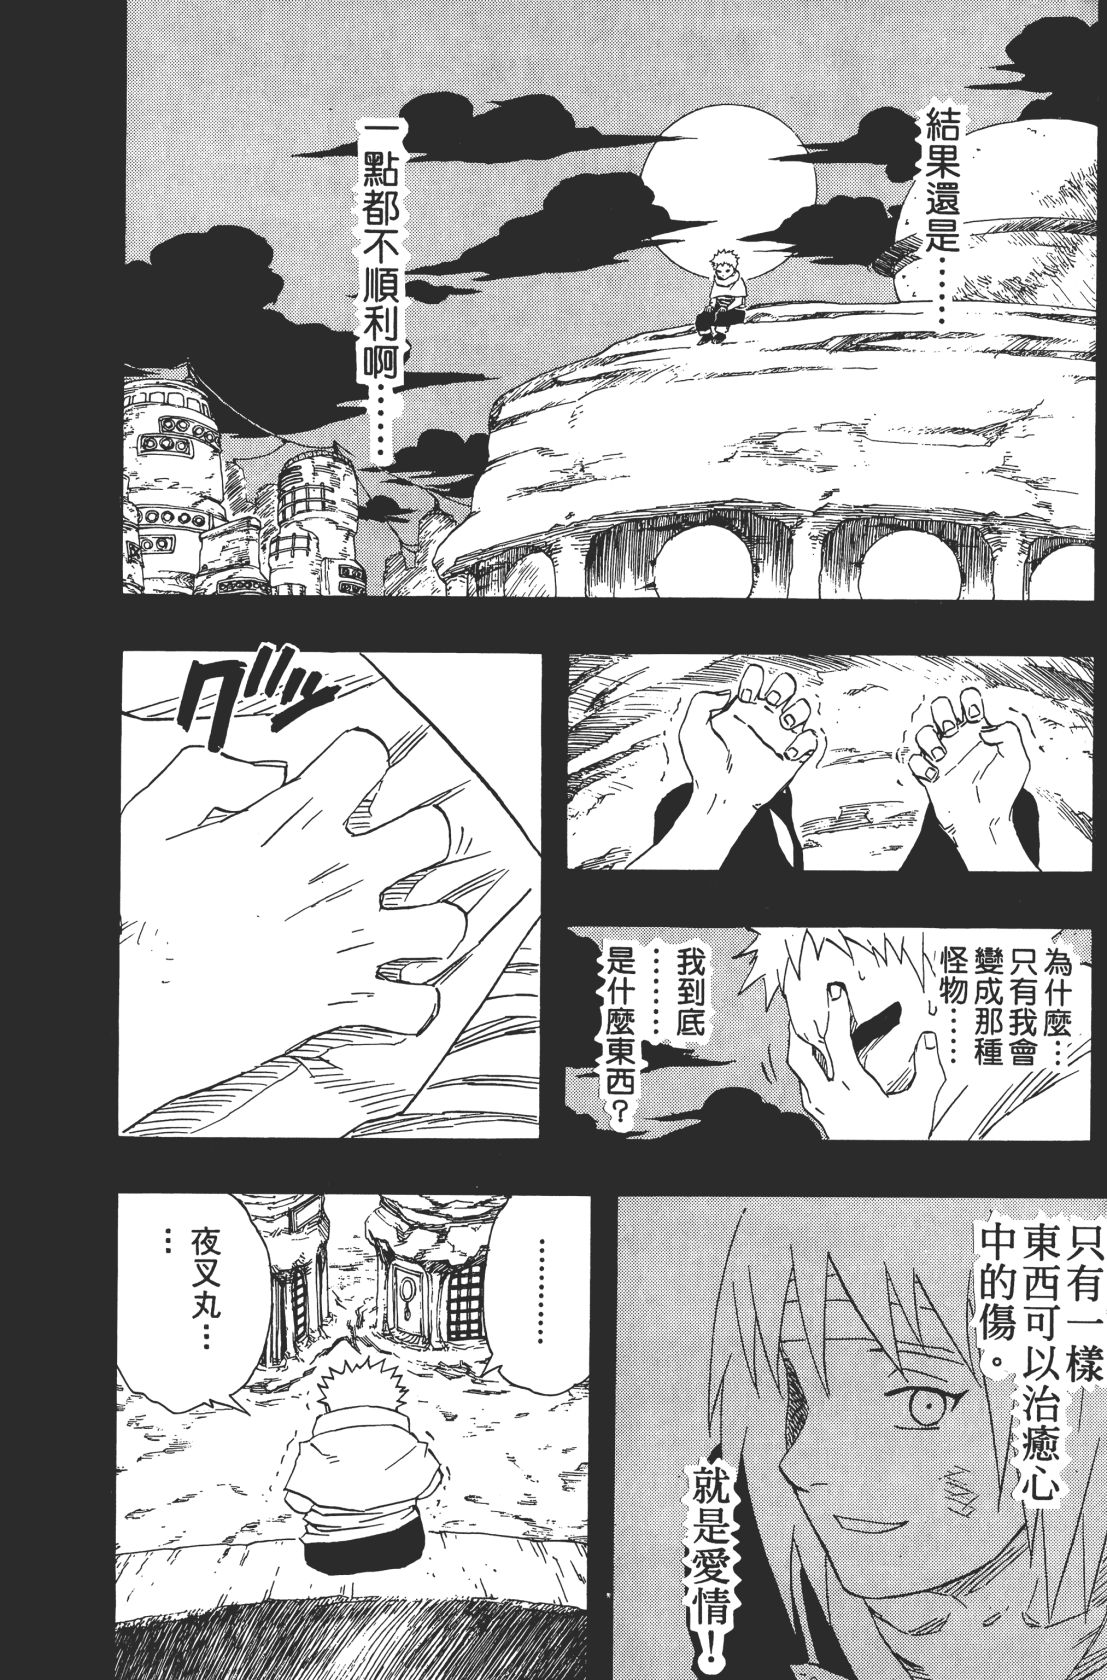 結果還是……
一點都不順利啊………
グッ
為什麼…
只有我會
變成那種
怪物……
我到底
………
是什麼東西？
只有一樣
東西可以治癒心
中的傷。
就是愛情！
………
夜叉丸…
…